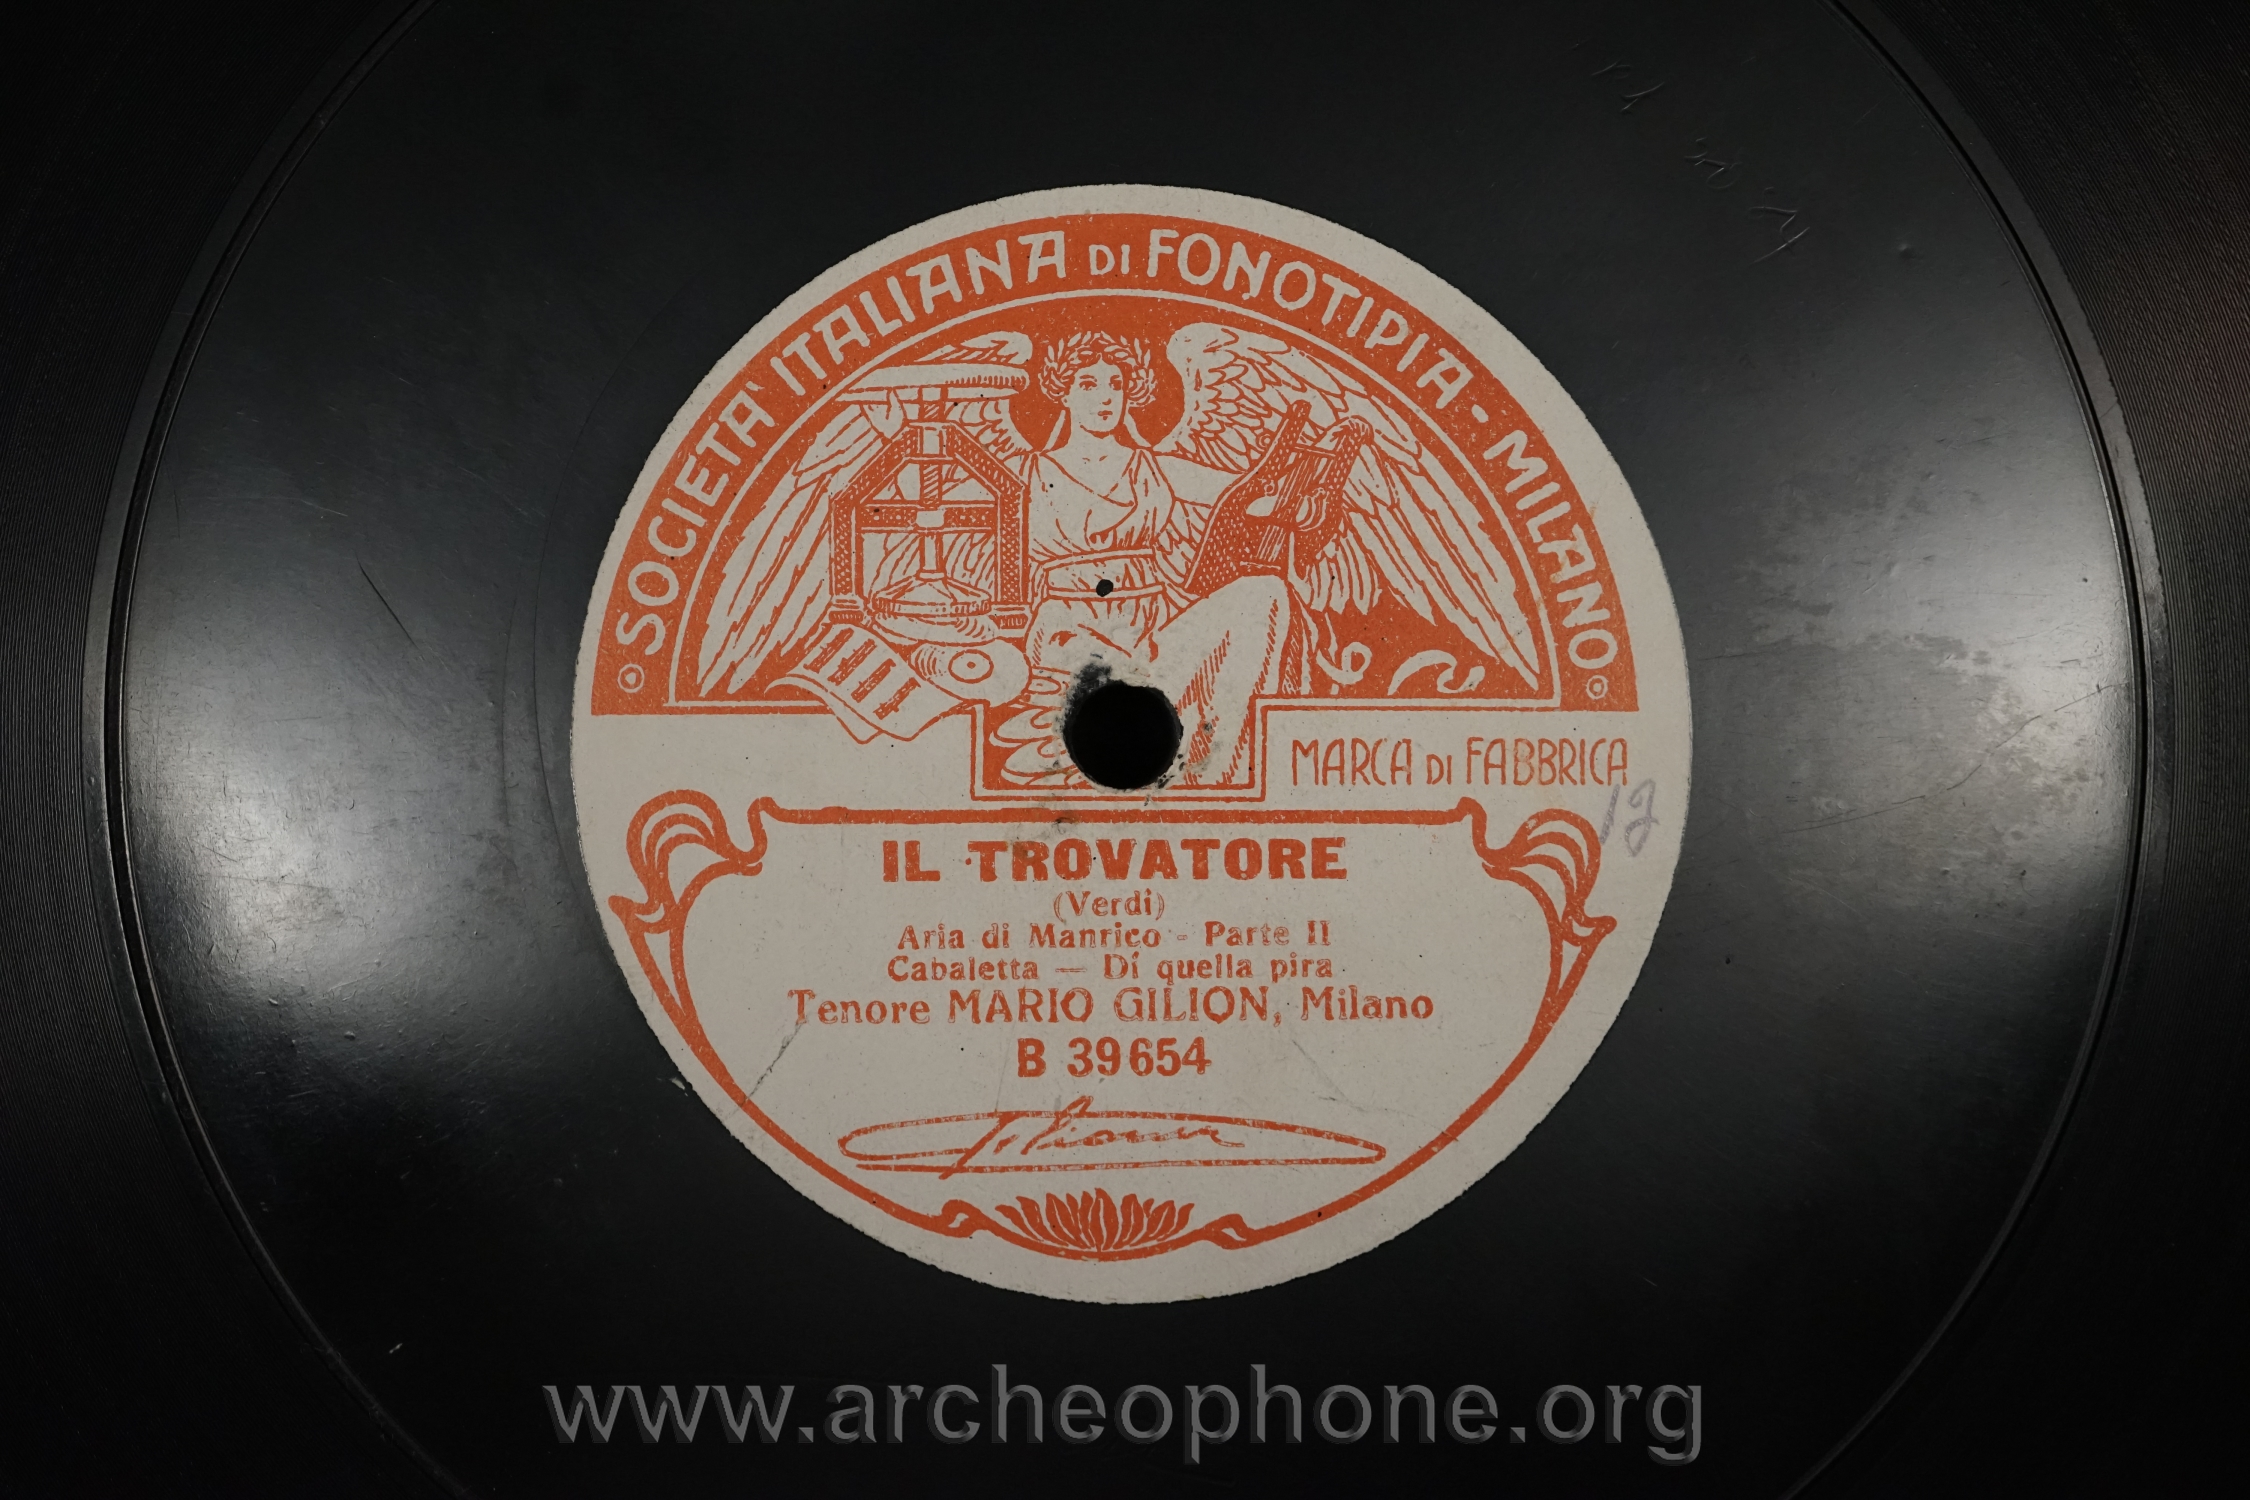 SOCIETA' ITALIANA DI FONOTIPIA - MILANO
MARCA DI FABBRICA
12
IL TROVATORE
(Verdi)
Aria di Manrico - Parte II
Cabaletta — Dí quella pira
Tenore MARIO GILION, Milano
B 39654
www.archeophone.org